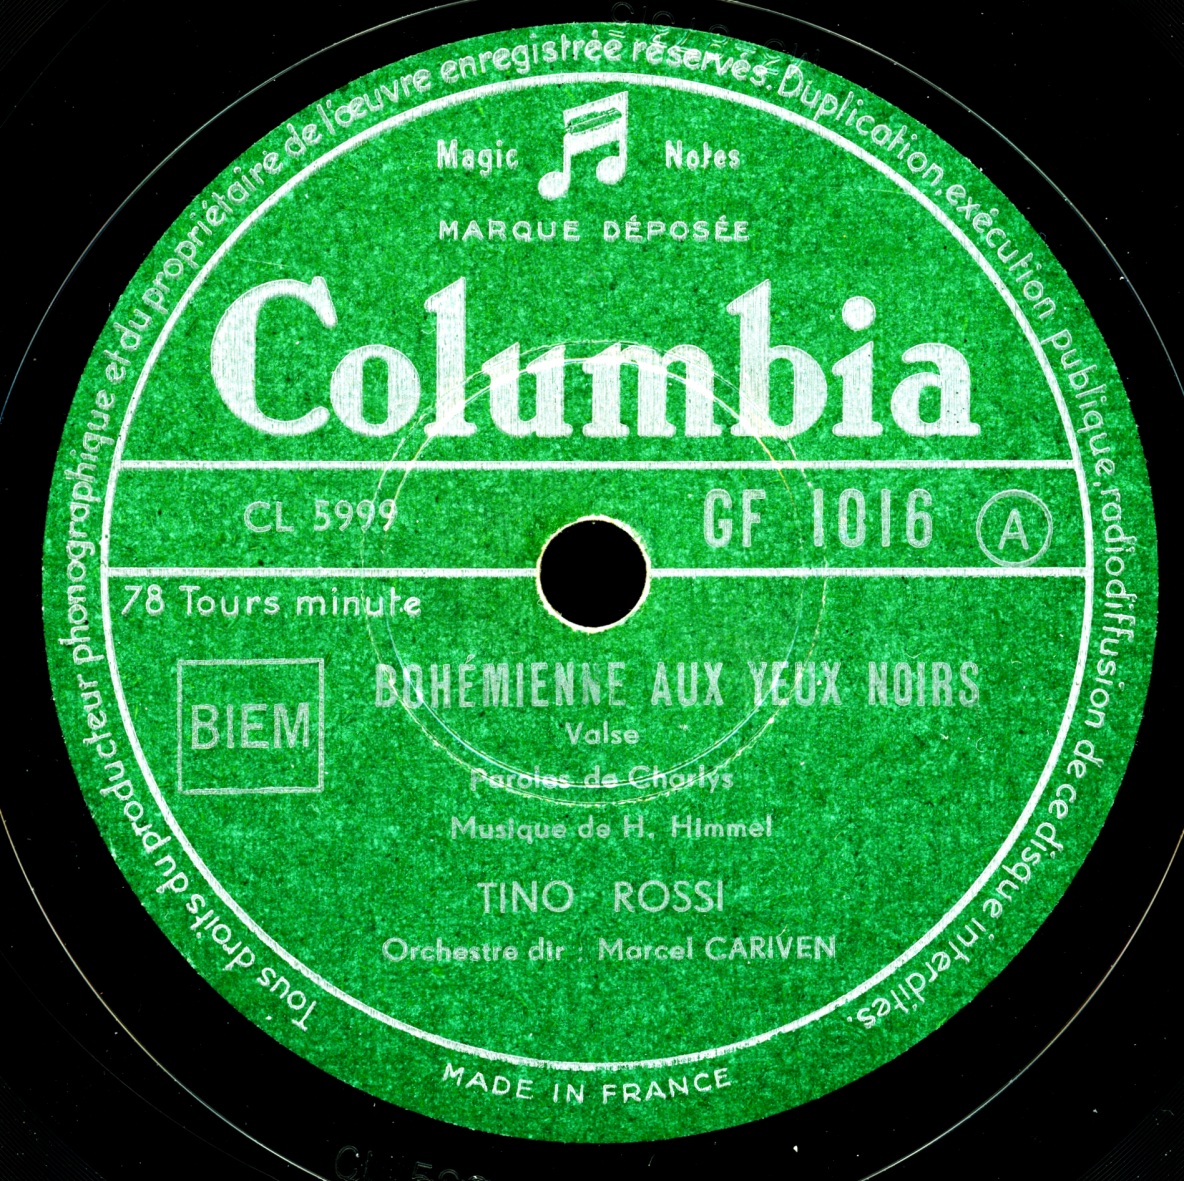 Tous droits du producteur phonographique et du propriétaire de l'œuvre enregistrée réservés. Duplication, exécution publique, radiodiffusion de ce disque interdites.
Magic Notes
MARQUE DÉPOSÉE
Columbia
CL 5999
GF 1016 A
78 Tours minute
BIEM
BOHÉMIENNE AUX YEUX NOIRS
Valse
Paroles de Charlys
Musique de H. Himmel
TINO ROSSI
Orchestre dir : Marcel CARIVEN
MADE IN FRANCE